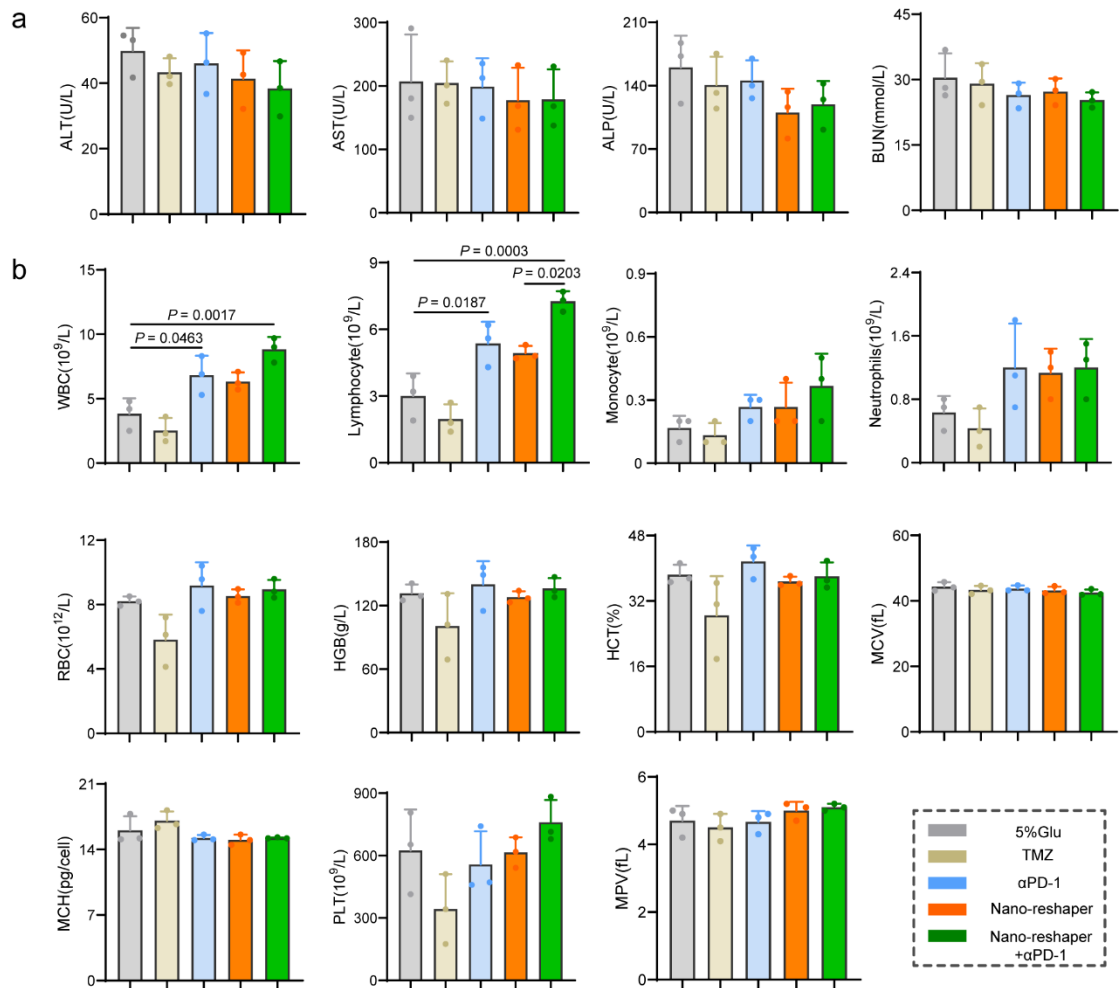 a
ALT(U/L)
60
40
20
0
AST(U/L)
300
200
100
0
ALP(U/L)
210
140
70
0
BUN(mmol/L)
45
30
15
0
b
WBC(10⁹/L)
15
10
5
0
P = 0.0017
P = 0.0463
Lymphocyte(10⁹/L)
9
6
3
0
P = 0.0003
P = 0.0203
P = 0.0187
Monocyte(10⁹/L)
0.9
0.6
0.3
0
Neutrophils(10⁹/L)
2.4
1.6
0.8
0
RBC(10¹²/L)
12
8
4
0
HGB(g/L)
180
120
60
0
HCT(%)
48
32
16
0
MCV(fL)
60
40
20
0
MCH(pg/cell)
21
14
7
0
PLT(10⁹/L)
900
600
300
0
MPV(fL)
6
4
2
0
5%Glu
TMZ
αPD-1
Nano-reshaper
Nano-reshaper
+αPD-1